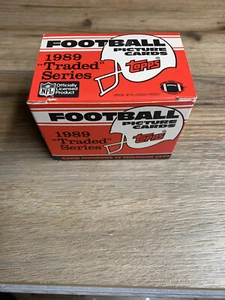 FOOTBALL
PICTURE
CARDS
1989
"Traded"
Series
TOPPS
NFL
Officially
Licensed
Product
FOOTBALL
PICTURE
CARDS
1989
"Traded"
Series
TOPPS